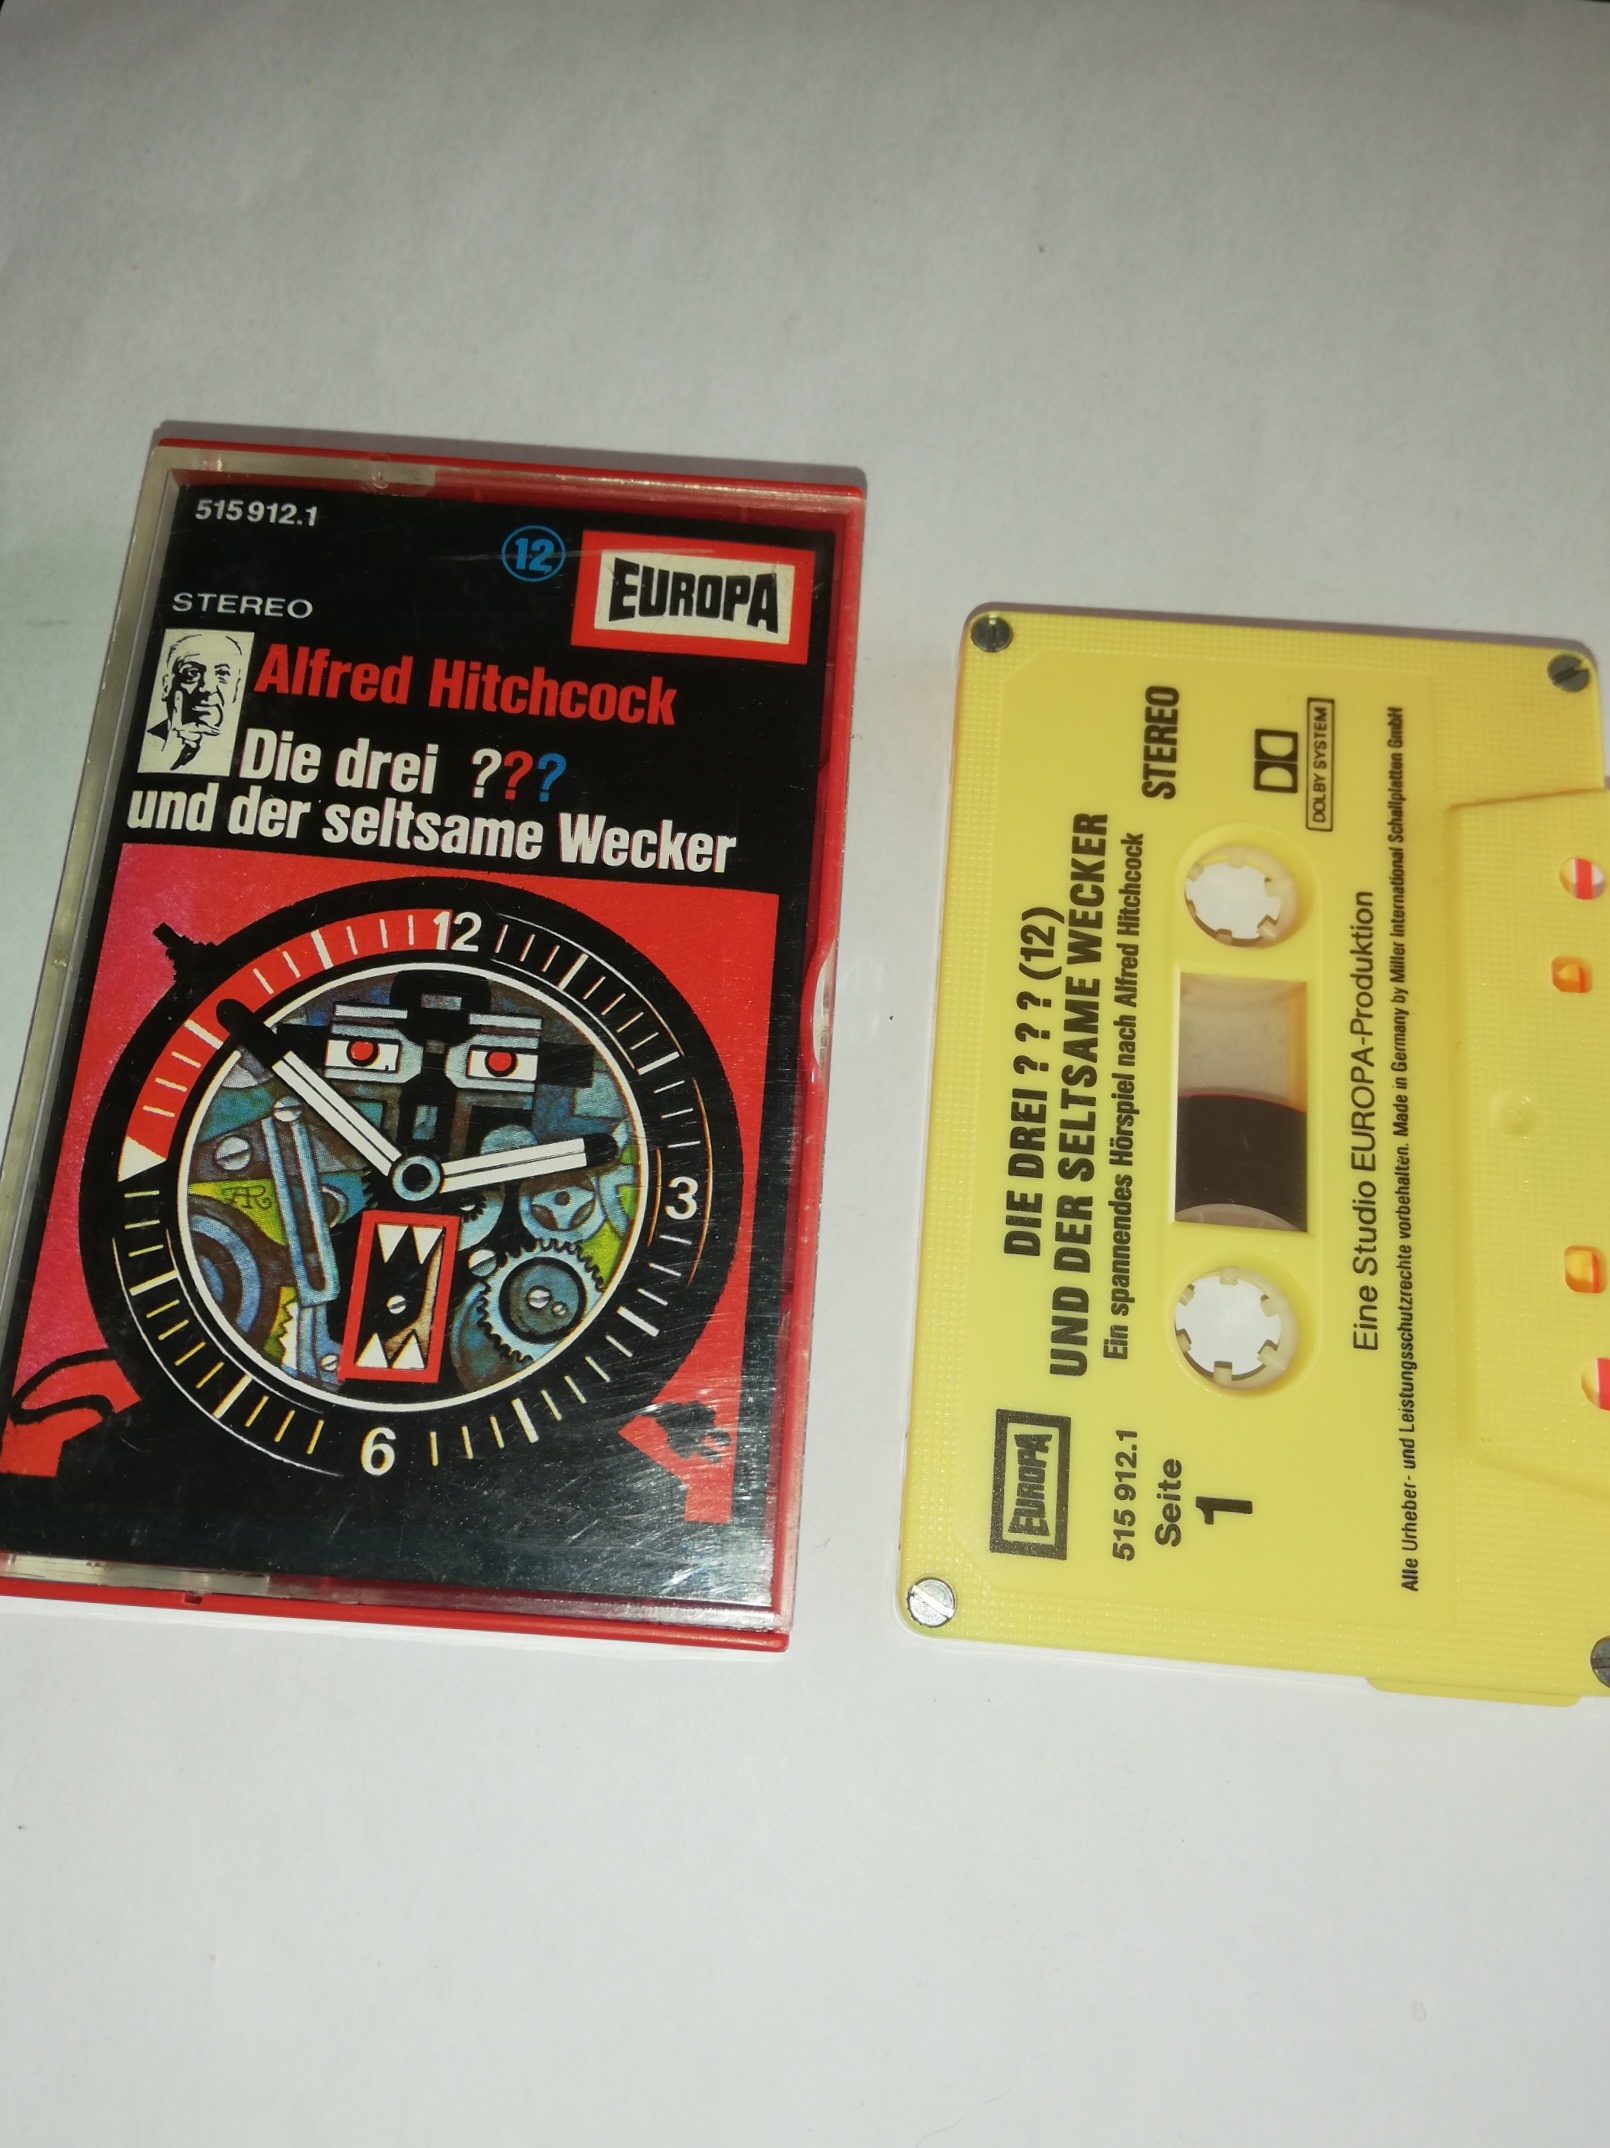 515 912.1
12
EUROPA
STEREO
Alfred Hitchcock
Die drei ???
und der seltsame Wecker
12
3
6
AR
DIE DREI ? ? ? (12)
UND DER SELTSAME WECKER
Ein spannendes Hörspiel nach Alfred Hitchcock
STEREO
EUROPA
515 912.1
Seite
1
DOLBY SYSTEM
Eine Studio EUROPA-Produktion
Alle Urheber- und Leistungsschutzrechte vorbehalten. Made in Germany by Miller International Schallplatten GmbH